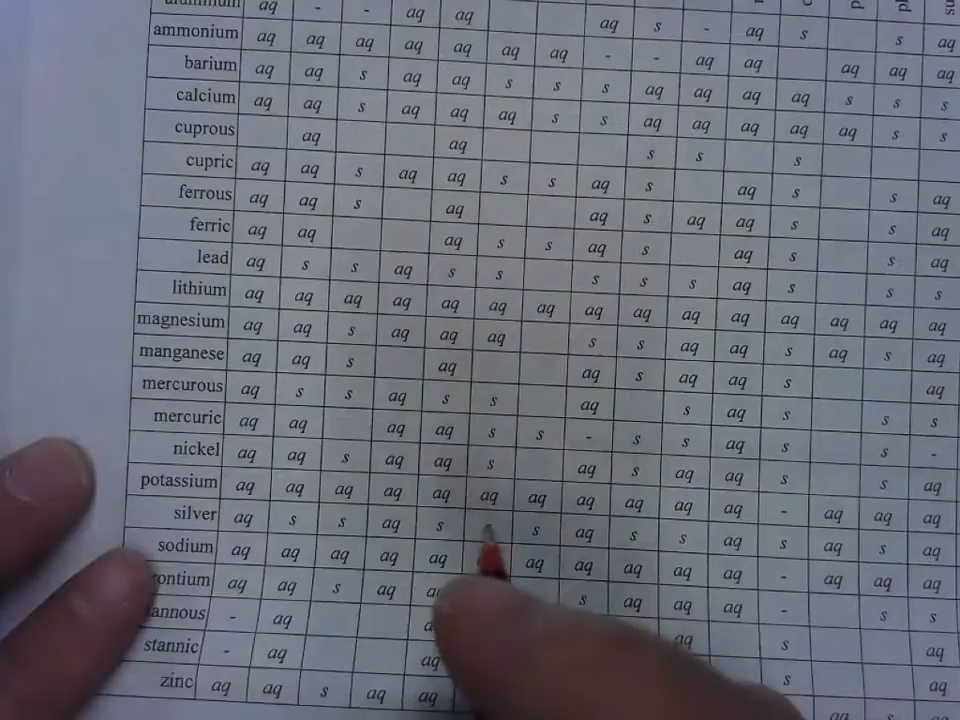 aq - - aq aq aq s - aq s s aq
ammonium aq aq aq aq aq aq aq - - aq aq aq aq aq
barium aq aq s aq aq s s s aq aq aq aq s s s
calcium aq aq s aq aq aq s s aq aq aq aq aq s s
cuprous aq aq s s s
cupric aq aq s aq aq s s aq s aq s s aq
ferrous aq aq s aq aq s aq aq s s aq
ferric aq aq aq s s aq s aq s s aq
lead aq s s aq s s s s s aq s s s
lithium aq aq aq aq aq aq aq aq aq aq aq aq aq aq aq
magnesium aq aq s aq aq aq s s aq aq s aq s aq
manganese aq aq s aq aq s aq aq s aq
mercurous aq s s aq s s aq s aq s s s
mercuric aq aq aq aq s s - s s aq s s -
nickel aq aq s aq aq s aq s aq aq s s aq
potassium aq aq aq aq aq aq aq aq aq aq aq - aq aq aq
silver aq s s aq s s aq s s aq s aq s aq
sodium aq aq aq aq aq aq aq aq aq aq - aq aq aq
rontium aq aq s s aq aq aq - s s
annous - aq aq s aq
stannic - aq aq s aq
zinc aq aq s aq aq aq s